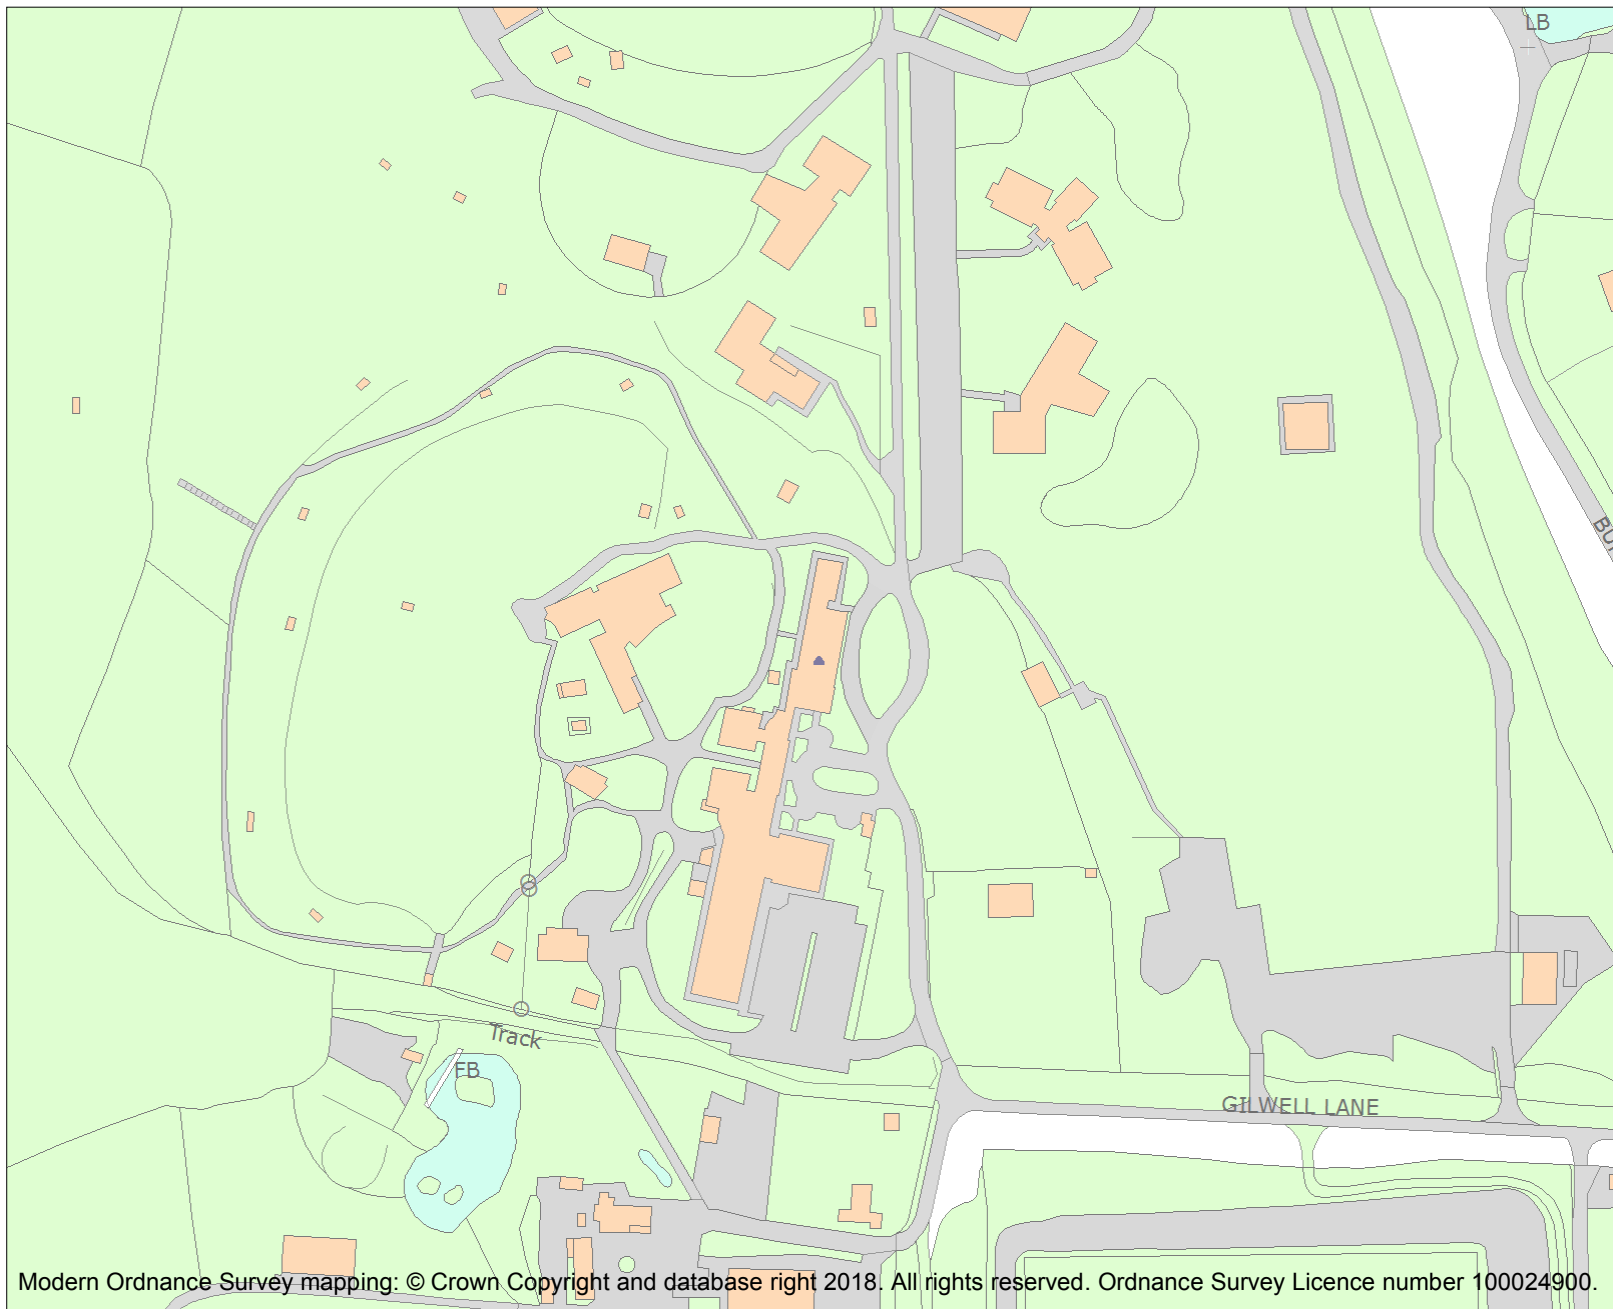 LB
Track
FB
GILWELL LANE
Modern Ordnance Survey mapping: © Crown Copyright and database right 2018. All rights reserved. Ordnance Survey Licence number 100024900.